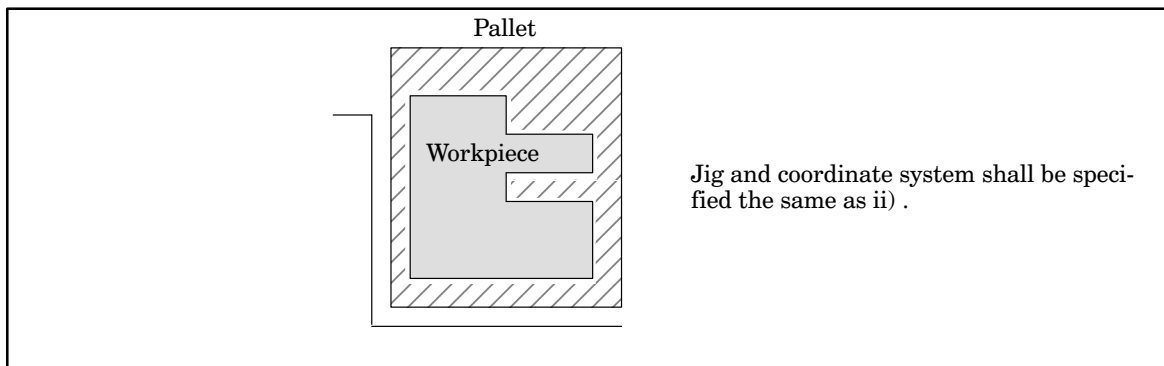 Pallet
Workpiece
Jig and coordinate system shall be speci-
fied the same as ii) .